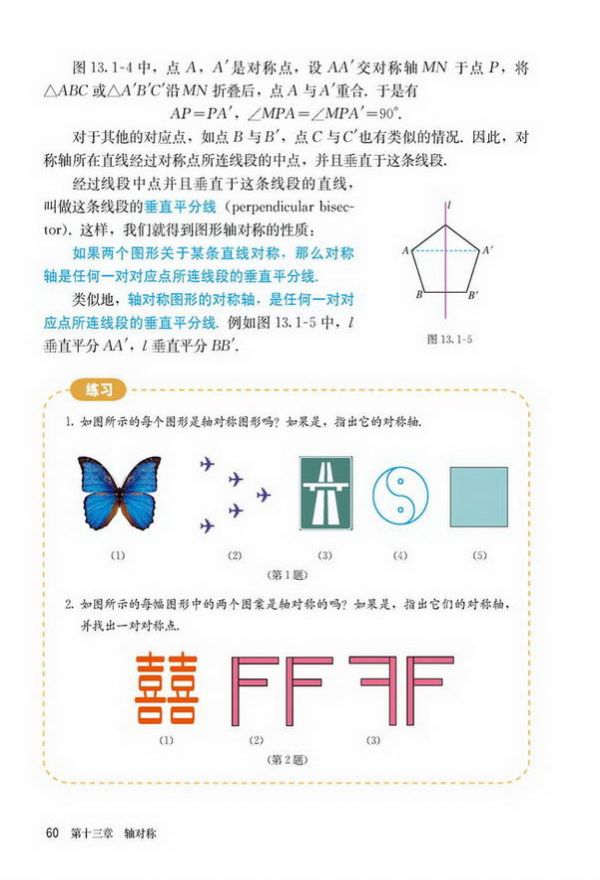 图 13.1-4 中，点 A，A′是对称点，设 AA′交对称轴 MN 于点 P，将
△ABC 或△A′B′C′沿 MN 折叠后，点 A 与 A′重合. 于是有
AP=PA′，∠MPA=∠MPA′=90°.
对于其他的对应点，如点 B 与 B′，点 C 与 C′也有类似的情况. 因此，对
称轴所在直线经过对称点所连线段的中点，并且垂直于这条线段.
经过线段中点并且垂直于这条线段的直线，
叫做这条线段的垂直平分线（perpendicular bisec-
tor). 这样，我们就得到图形轴对称的性质：
如果两个图形关于某条直线对称，那么对称
轴是任何一对对应点所连线段的垂直平分线.
类似地，轴对称图形的对称轴，是任何一对对
应点所连线段的垂直平分线. 例如图 13.1-5 中，l
垂直平分 AA′，l 垂直平分 BB′.
l
A A′
B B′
图 13.1-5
练习
1. 如图所示的每个图形是轴对称图形吗？如果是，指出它的对称轴.
(1) (2) (3) (4) (5)
(第 1 题)
2. 如图所示的每幅图形中的两个图案是轴对称的吗？如果是，指出它们的对称轴，
并找出一对对称点.
囍 F F F F
(1) (2) (3)
(第 2 题)
60 第十三章 轴对称